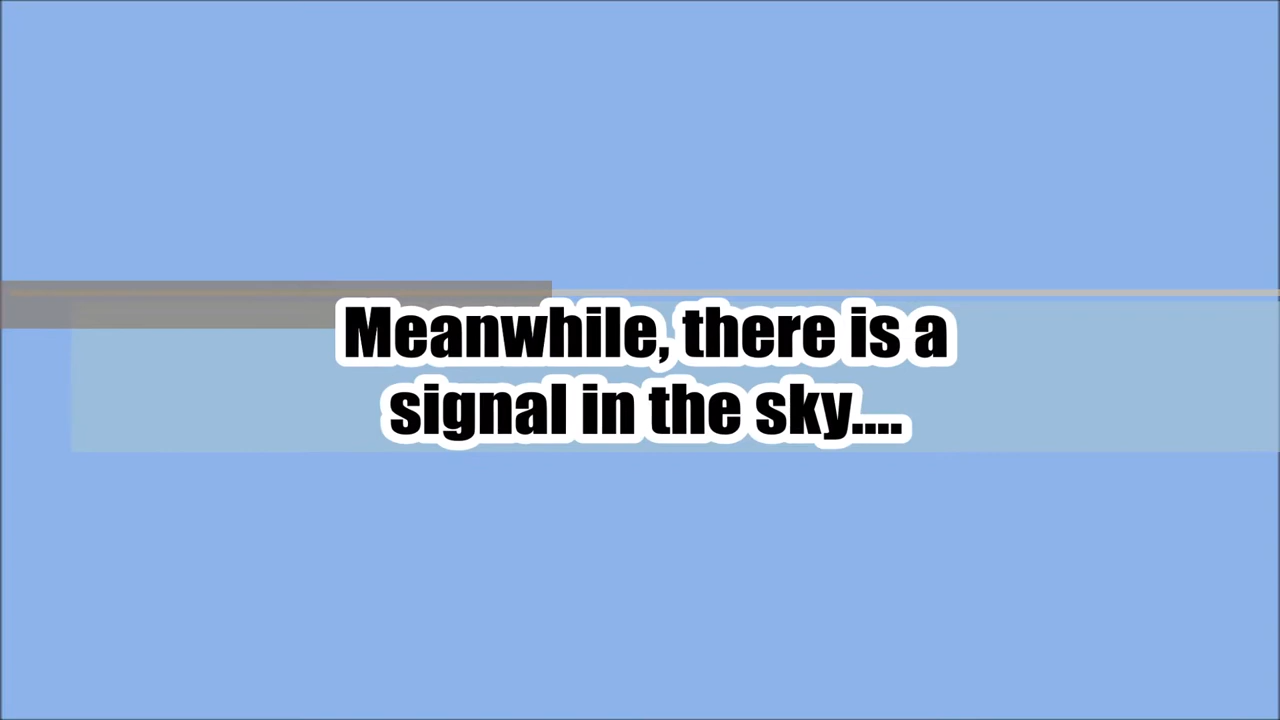 Meanwhile, there is a
signal in the sky....